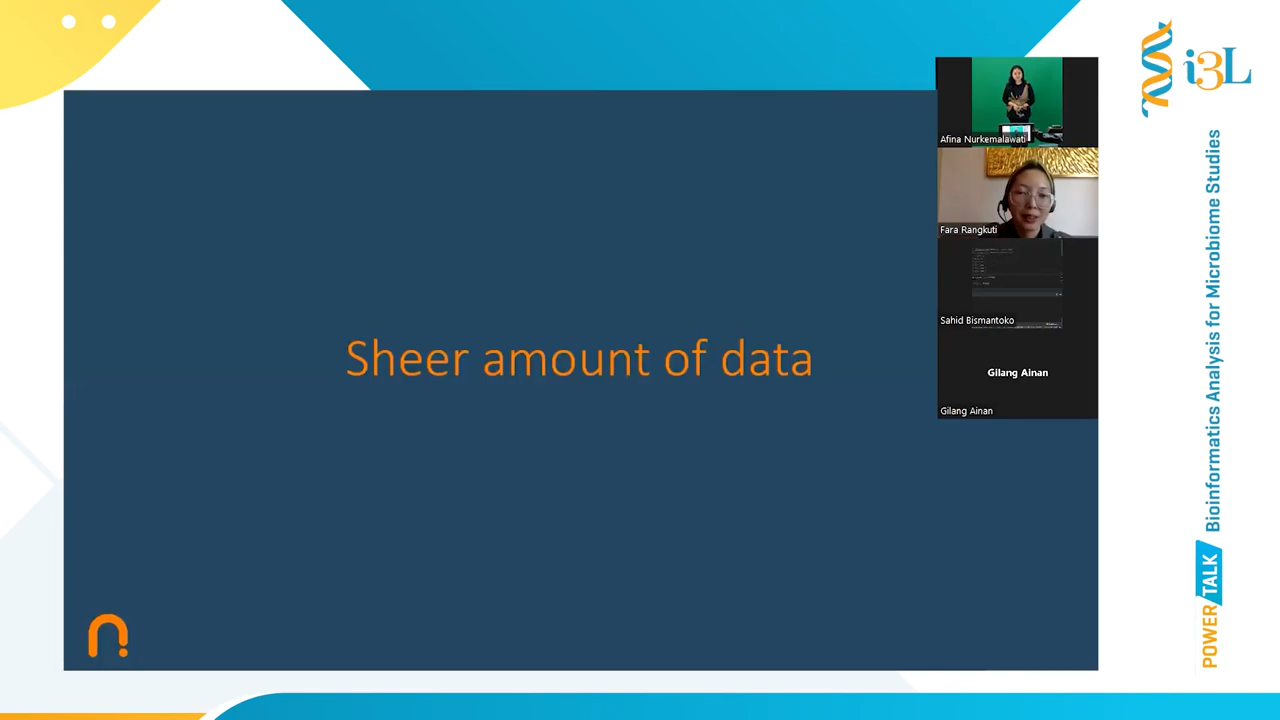 i3L
Sheer amount of data
Afina Nurkemalawati
Fara Rangkuti
Sahid Bismantoko
Gilang Ainan
Gilang Ainan
POWER TALK Bioinformatics Analysis for Microbiome Studies